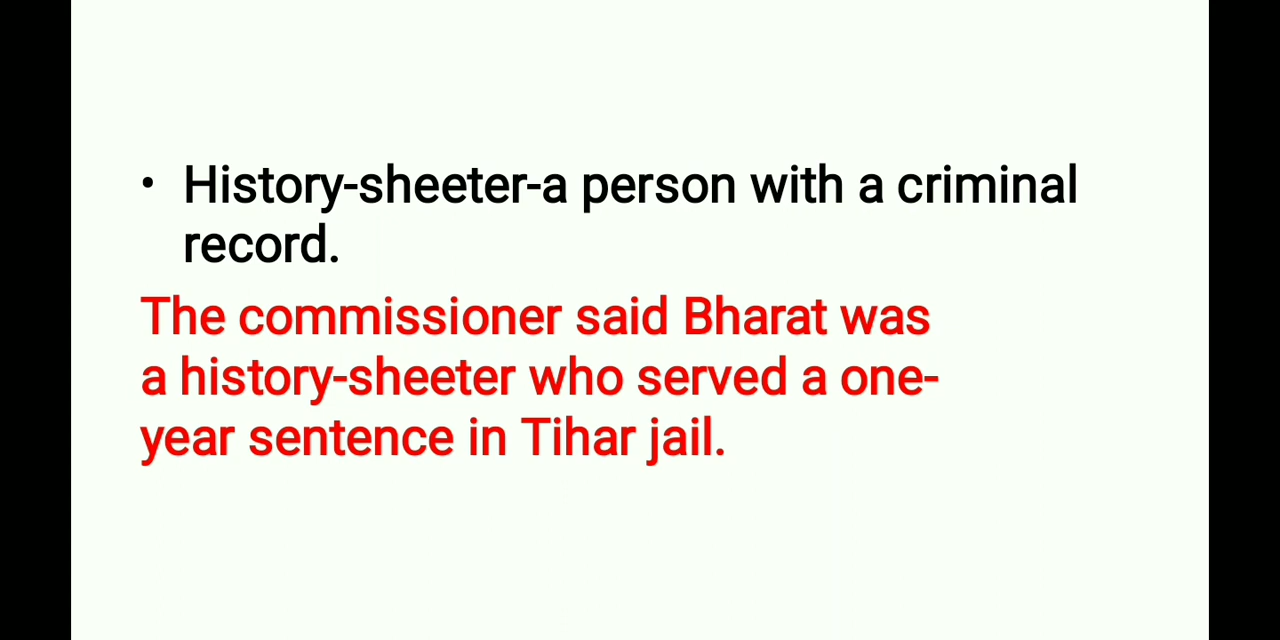 • History-sheeter-a person with a criminal
record.
The commissioner said Bharat was
a history-sheeter who served a one-
year sentence in Tihar jail.